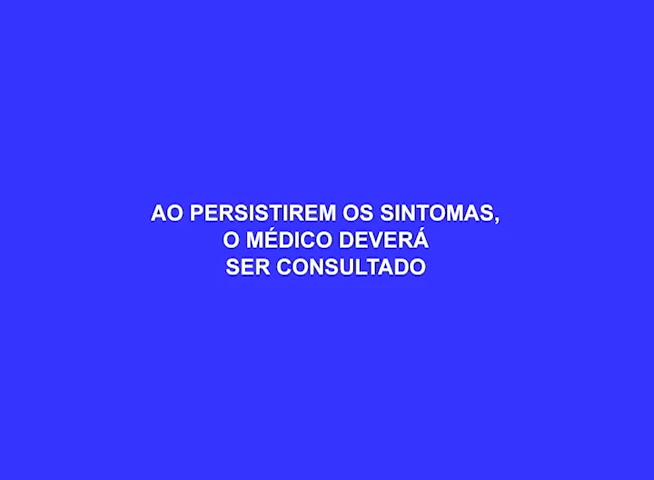 AO PERSISTIREM OS SINTOMAS,
O MÉDICO DEVERÁ
SER CONSULTADO